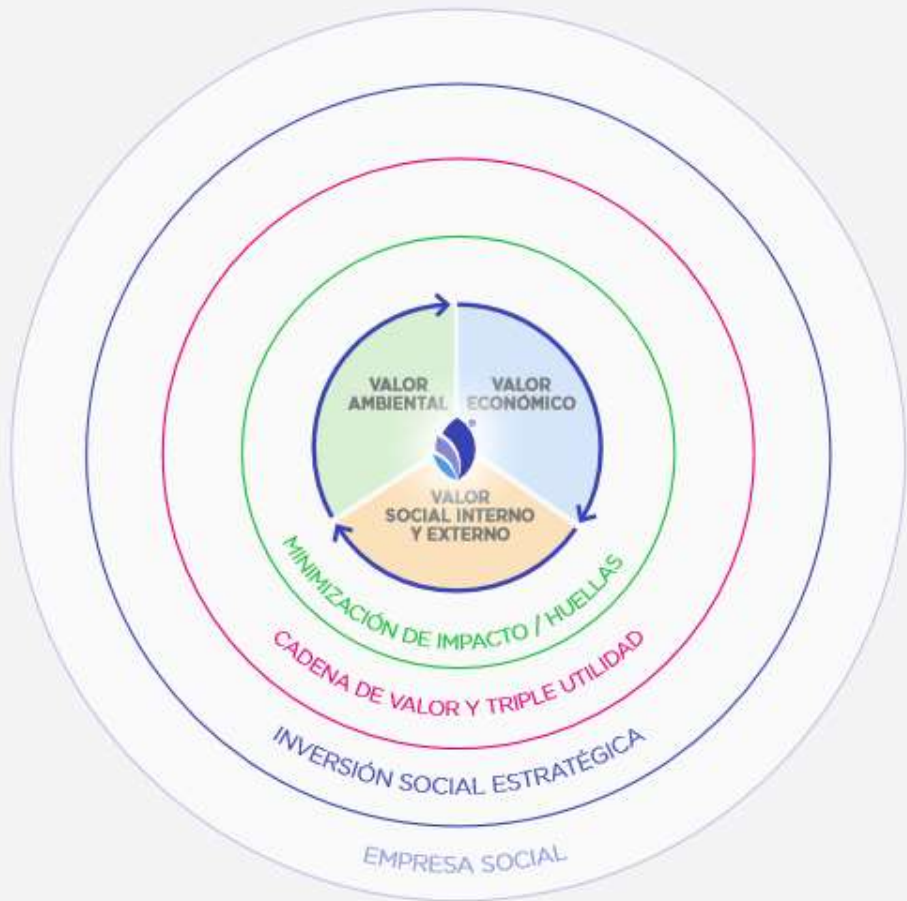 VALOR
AMBIENTAL
VALOR
ECONÓMICO
®
VALOR
SOCIAL INTERNO
Y EXTERNO
MINIMIZACIÓN DE IMPACTO / HUELLAS
CADENA DE VALOR Y TRIPLE UTILIDAD
INVERSIÓN SOCIAL ESTRATÉGICA
EMPRESA SOCIAL